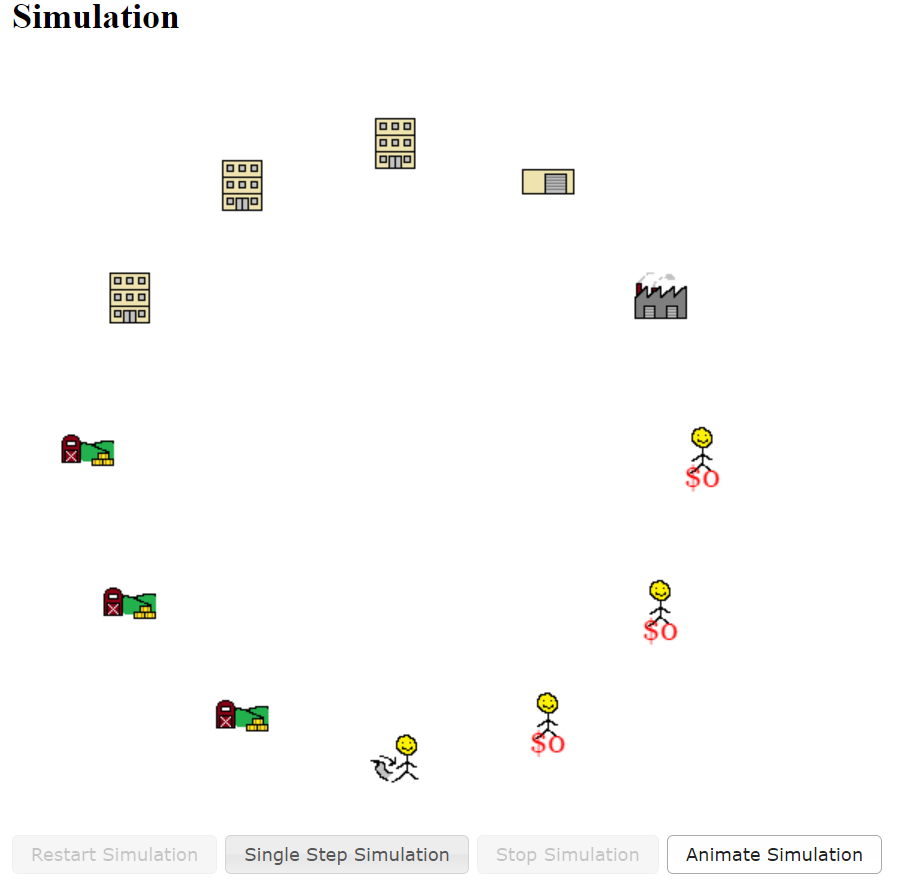 Simulation
$0
$0
$0
Restart Simulation
Single Step Simulation
Stop Simulation
Animate Simulation